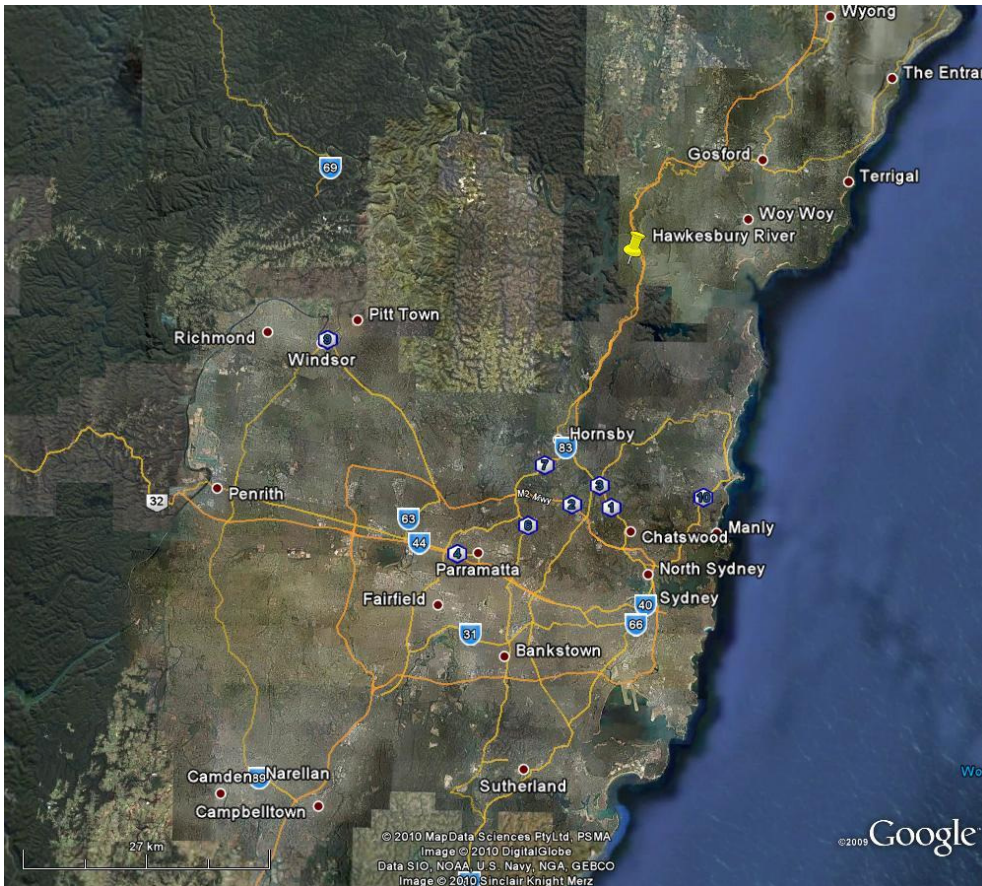 Wyong
The Entran
69
Gosford
Terrigal
Woy Woy
Hawkesbury River
Pitt Town
Richmond
9
Windsor
Hornsby
83
7
3
32
Penrith
M2-Mwy
2
1
10
63
Manly
Chatswood
44
4
Parramatta
North Sydney
Fairfield
40
Sydney
66
31
Bankstown
Camden
89
Narellan
Sutherland
Campbelltown
© 2010 MapData Sciences PtyLtd, PSMA
Image © 2010 DigitalGlobe
27 km
Data SIO, NOAA, U.S. Navy, NGA, GEBCO
Image © 2010 Sinclair Knight Merz
©2009 Google